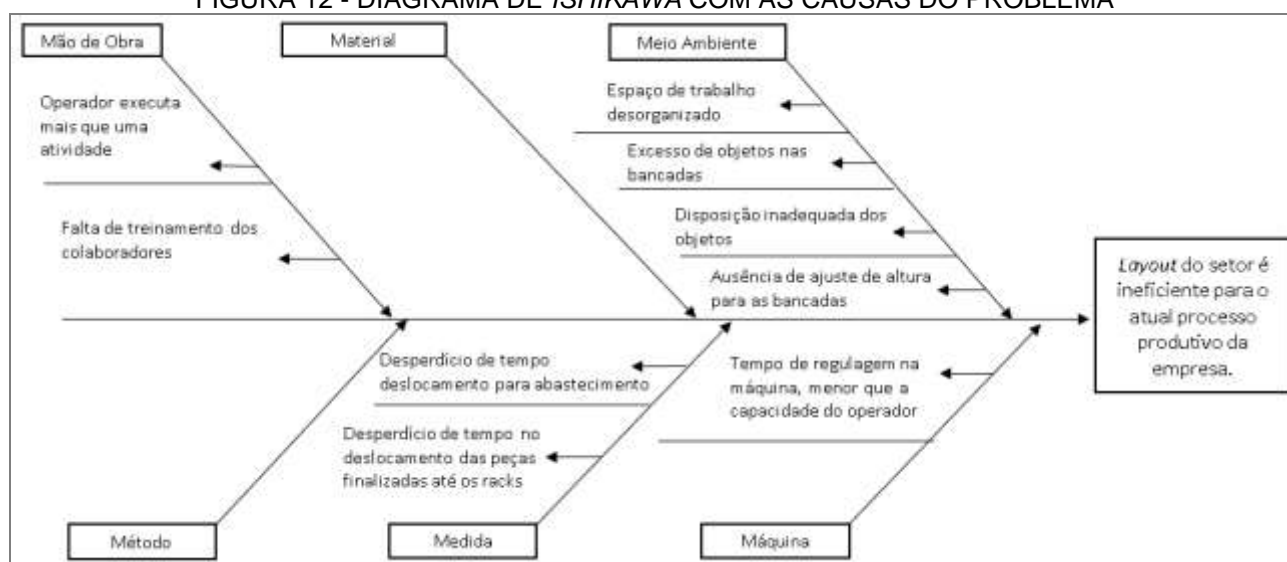 FIGURA 12 - DIAGRAMA DE ISHIKAWA COM AS CAUSAS DO PROBLEMA
Mão de Obra
Material
Meio Ambiente
Operador executa
mais que uma
atividade
Falta de treinamento dos
colaboradores
Espaço de trabalho
desorganizado
Excesso de objetos nas
bancadas
Disposição inadequada dos
objetos
Ausência de ajuste de altura
para as bancadas
Layout do setor é
ineficiente para o
atual processo
produtivo da
empresa.
Desperdício de tempo
deslocamento para abastecimento
Desperdício de tempo no
deslocamento das peças
finalizadas até os racks
Tempo de regulagem na
máquina, menor que a
capacidade do operador
Método
Medida
Máquina